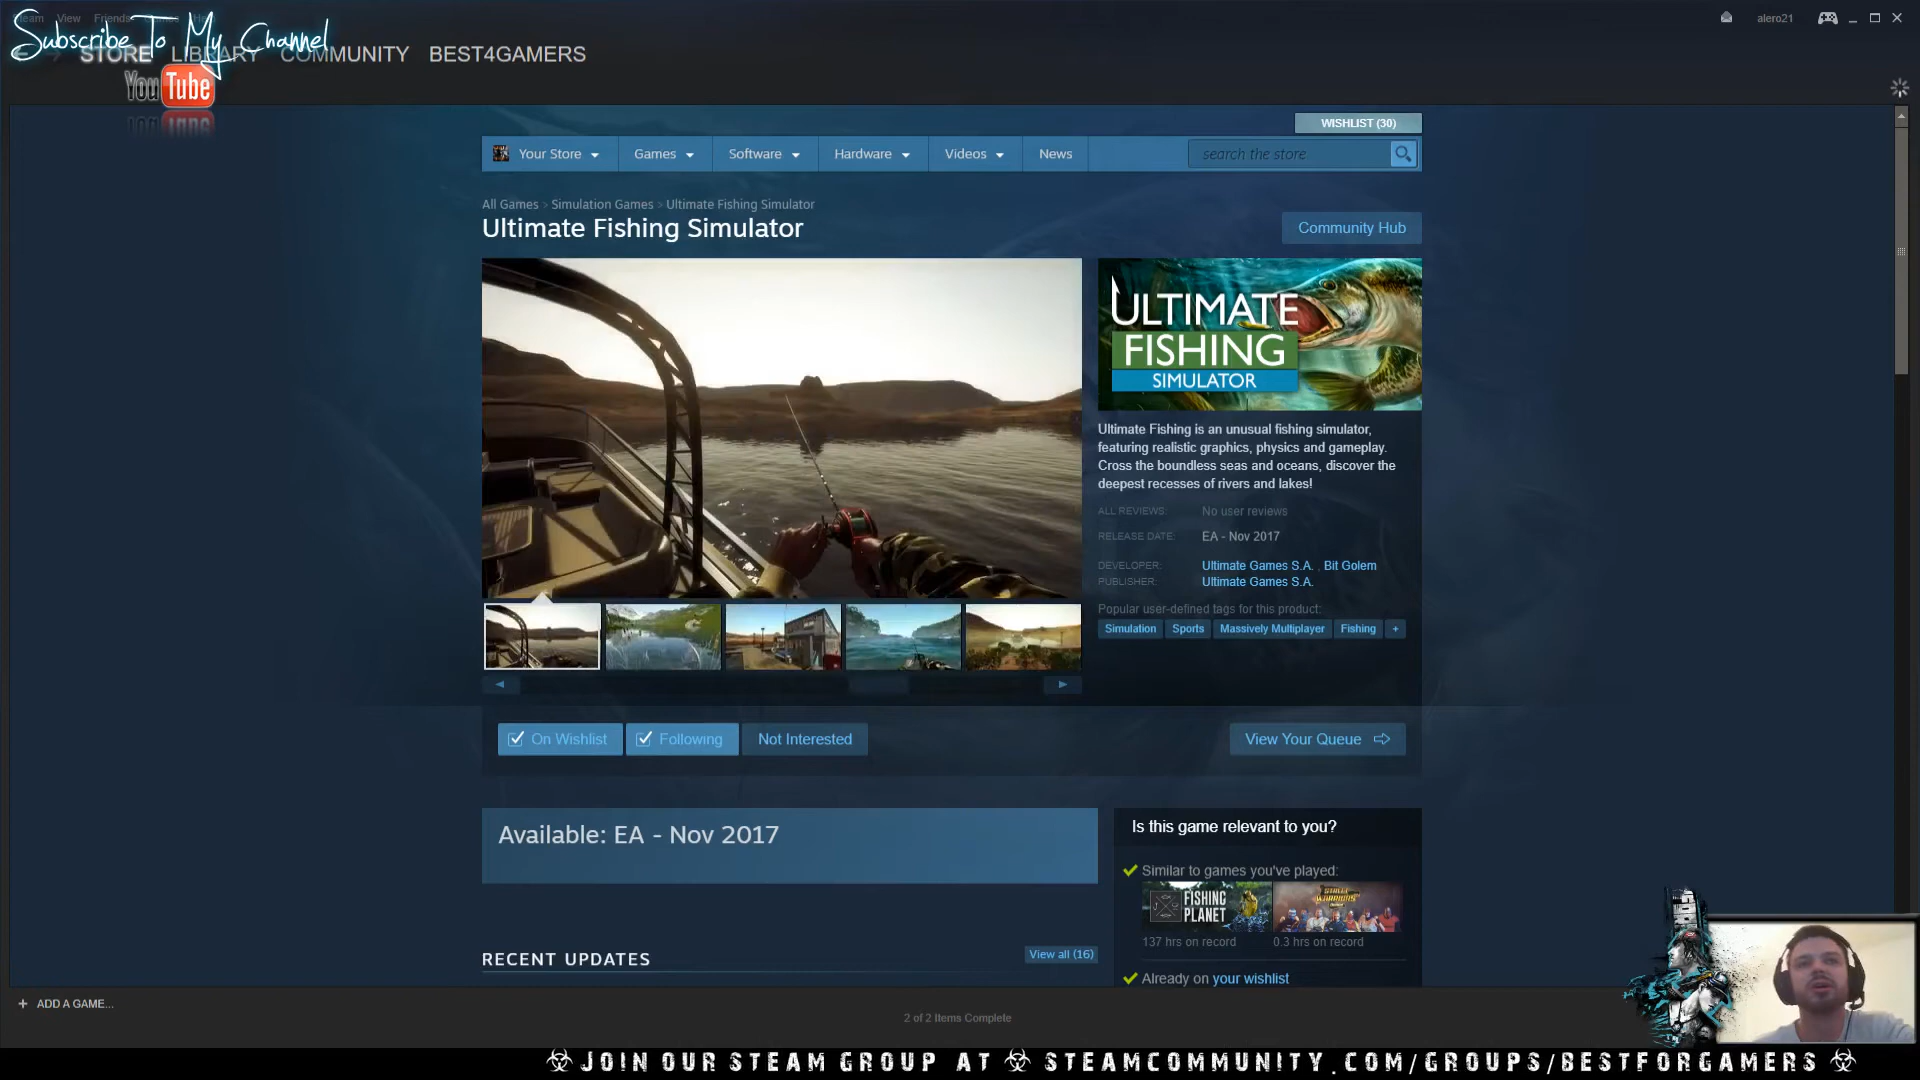 Steam View Friends Games Help
alero21
Subscribe To My Channel
STORE LIBRARY COMMUNITY BEST4GAMERS
YouTube
WISHLIST (30)
Your Store Games Software Hardware Videos News search the store
All Games > Simulation Games > Ultimate Fishing Simulator
Ultimate Fishing Simulator
Community Hub
ULTIMATE
FISHING
SIMULATOR
Ultimate Fishing is an unusual fishing simulator,
featuring realistic graphics, physics and gameplay.
Cross the boundless seas and oceans, discover the
deepest recesses of rivers and lakes!
ALL REVIEWS: No user reviews
RELEASE DATE: EA - Nov 2017
DEVELOPER: Ultimate Games S.A. , Bit Golem
PUBLISHER: Ultimate Games S.A.
Popular user-defined tags for this product:
Simulation Sports Massively Multiplayer Fishing +
On Wishlist Following Not Interested View Your Queue
Available: EA - Nov 2017
Is this game relevant to you?
Similar to games you've played:
FISHING
PLANET
137 hrs on record 0.3 hrs on record
RECENT UPDATES View all (16)
Already on your wishlist
+ ADD A GAME...
2 of 2 Items Complete
JOIN OUR STEAM GROUP AT STEAMCOMMUNITY.COM/GROUPS/BESTFORGAMERS